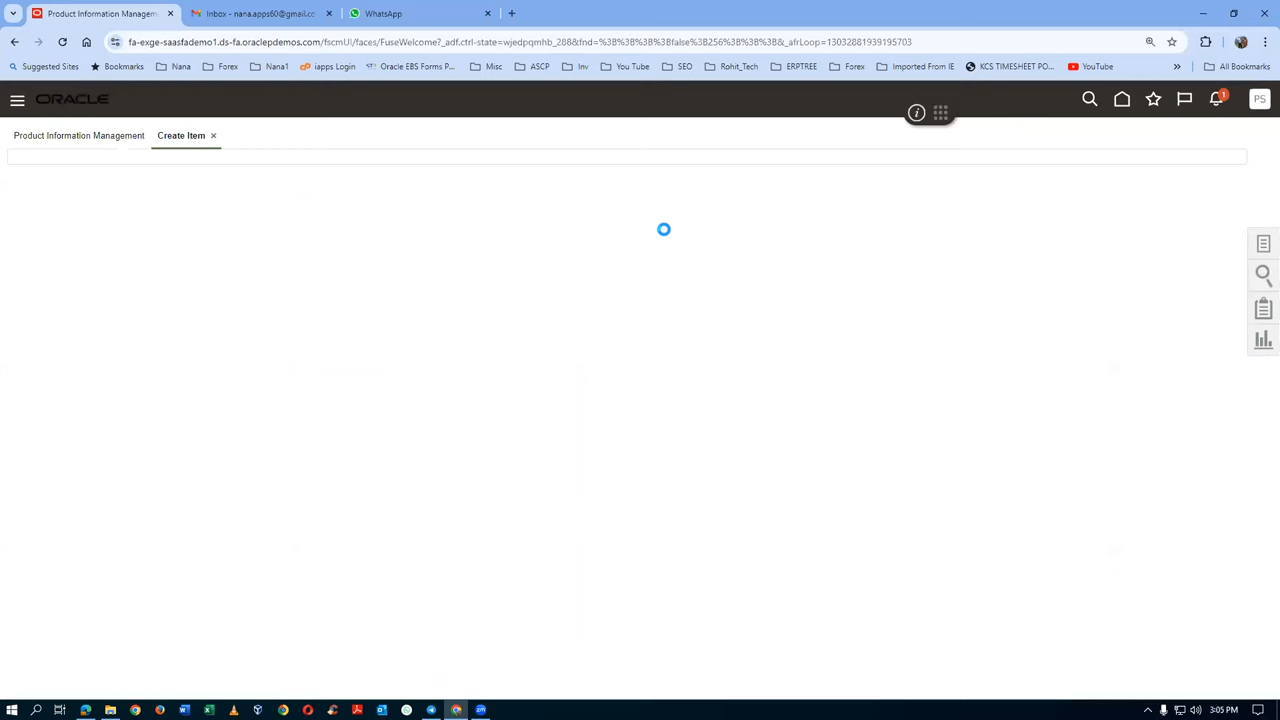 Product Information Managem
Inbox - nana.apps60@gmail.co
WhatsApp
fa-exge-saasfademo1.ds-fa.oraclepdemos.com/fscmUI/faces/FuseWelcome?_adf.ctrl-state=wjedpqmhb_288&fnd=%3B%3B%3B%3Bfalse%3B256%3B%3B%3B&_afrLoop=13032881939195703
Suggested Sites Bookmarks Nana Forex Nana1 iapps Login Oracle EBS Forms P... Misc ASCP Inv You Tube SEO Rohit_Tech ERPTREE Forex Imported From IE KCS TIMESHEET PO... YouTube » All Bookmarks
ORACLE 1 PS
Product Information Management Create Item
3:05 PM